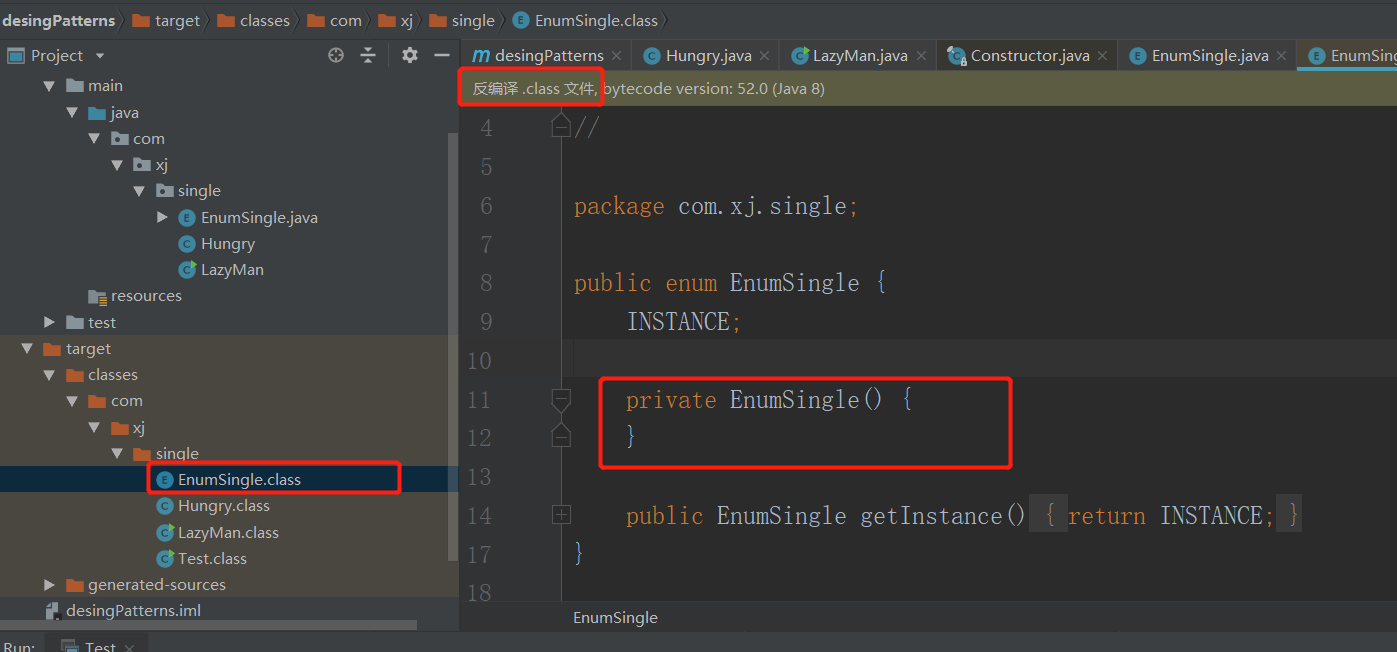 desingPatterns target classes com xj single EnumSingle.class
Project
desingPatterns Hungry.java LazyMan.java Constructor.java EnumSingle.java EnumSing
反编译 .class 文件, bytecode version: 52.0 (Java 8)
main
java
com
xj
single
EnumSingle.java
Hungry
LazyMan
resources
test
target
classes
com
xj
single
EnumSingle.class
Hungry.class
LazyMan.class
Test.class
generated-sources
desingPatterns.iml
4 //
5
6 package com.xj.single;
7
8 public enum EnumSingle {
9 INSTANCE;
10
11 private EnumSingle() {
12 }
13
14 public EnumSingle getInstance() { return INSTANCE; }
17 }
18
EnumSingle
Run: Test